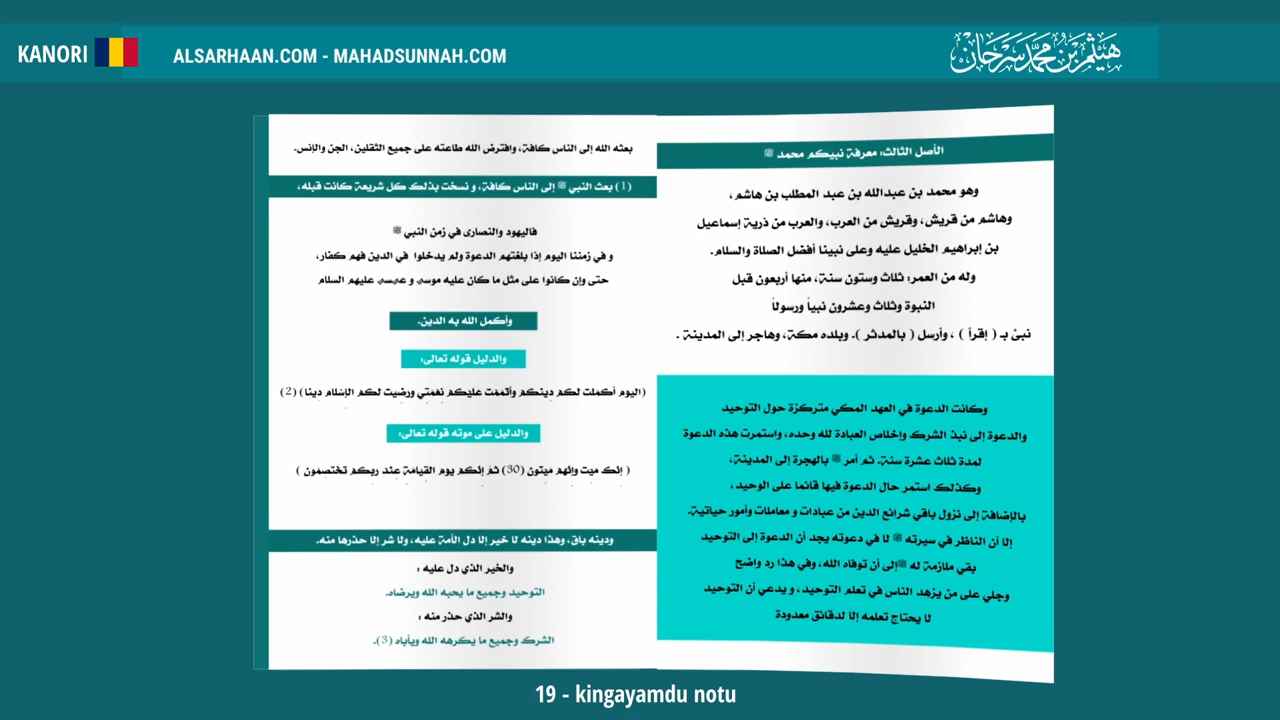 KANORI
ALSARHAAN.COM - MAHADSUNNAH.COM
هيثم بن محمد سرحان
الأصل الثالث: معرفة نبيكم محمد ﷺ
وهو محمد بن عبدالله بن عبد المطلب بن هاشم،
وهاشم من قريش، وقريش من العرب، والعرب من ذرية إسماعيل
بن إبراهيم الخليل عليه وعلى نبينا أفضل الصلاة والسلام.
وله من العمر: ثلاث وستون سنة، منها أربعون قبل
النبوة وثلاث وعشرون نبياً ورسولاً
نبئ بـ ( إقرأ ) ، وأرسل ( بالمدثر ). وبلده مكة، وهاجر إلى المدينة .
وكانت الدعوة في العهد المكي متركزة حول التوحيد
والدعوة إلى نبذ الشرك وإخلاص العبادة لله وحده، واستمرت هذه الدعوة
لمدة ثلاث عشرة سنة. ثم أمر ﷺ بالهجرة إلى المدينة،
وكذلك استمر حال الدعوة فيها قائما على الوحيد،
بالإضافة إلى نزول باقي شرائع الدين من عبادات و معاملات وأمور حياتية.
إلا أن الناظر في سيرته ﷺ لا في دعوته يجد أن الدعوة إلى التوحيد
بقي ملازمة له ﷺإلى أن توفاه الله، وفي هذا رد واضح
وجلي على من يزهد الناس في تعلم التوحيد، و يدعي أن التوحيد
لا يحتاج تعلمه إلا لدقائق معدودة
بعثه الله إلى الناس كافة، وافترض الله طاعته على جميع الثقلين، الجن والإنس.
(1) بعث النبي ﷺ إلى الناس كافة، و نسخت بذلك كل شريعة كانت قبله،
فاليهود والنصارى في زمن النبي ﷺ
و في زمننا اليوم إذا بلغتهم الدعوة ولم يدخلوا في الدين فهم كفار،
حتى وإن كانوا على مثل ما كان عليه موسى و عيسى عليهم السلام
وأكمل الله به الدين.
والدليل قوله تعالى:
(اليوم أكملت لكم دينكم وأتممت عليكم نعمتي ورضيت لكم الإسلام دينا) (2)
والدليل على موته قوله تعالى:
( إنك ميت وإنهم ميتون (30) ثم إنكم يوم القيامة عند ربكم تختصمون )
ودينه باق، وهذا دينه لا خير إلا دل الأمة عليه، ولا شر إلا حذرها منه.
والخير الذي دل عليه :
التوحيد وجميع ما يحبه الله ويرضاه.
والشر الذي حذر منه :
الشرك وجميع ما يكرهه الله ويأباه (3).
19 - kingayamdu notu